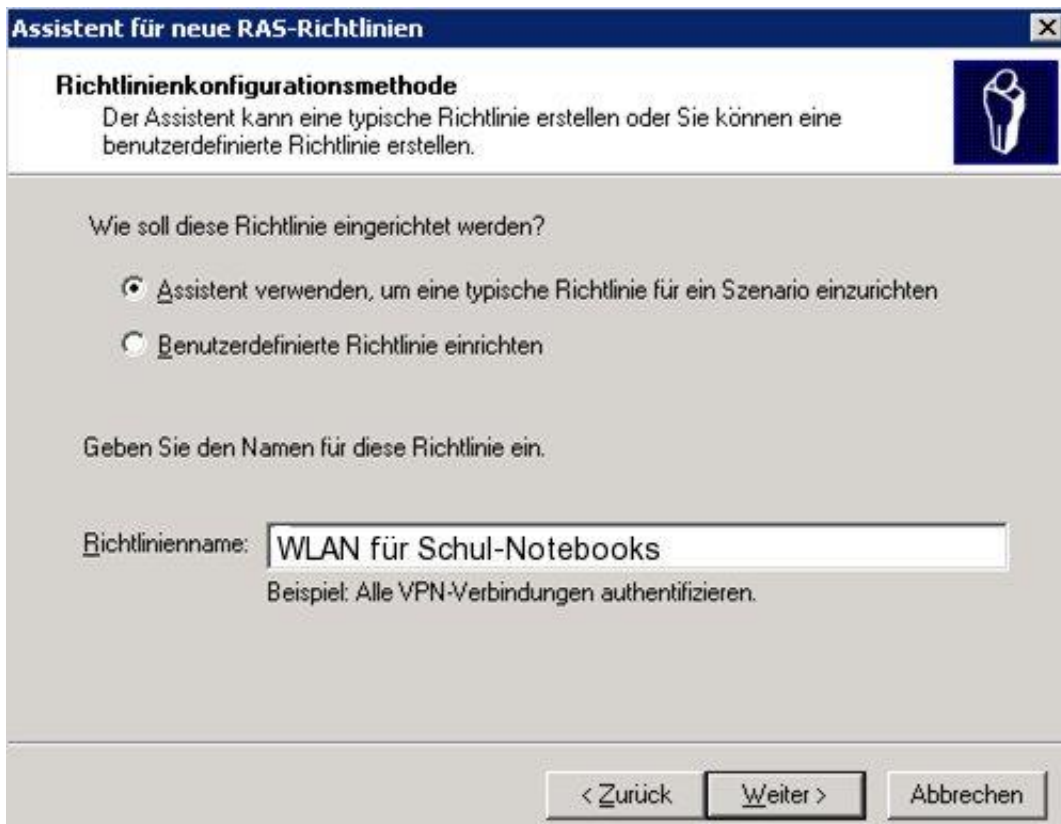 Assistent für neue RAS-Richtlinien
Richtlinienkonfigurationsmethode
Der Assistent kann eine typische Richtlinie erstellen oder Sie können eine
benutzerdefinierte Richtlinie erstellen.
Wie soll diese Richtlinie eingerichtet werden?
Assistent verwenden, um eine typische Richtlinie für ein Szenario einzurichten
Benutzerdefinierte Richtlinie einrichten
Geben Sie den Namen für diese Richtlinie ein.
Richtlinienname: WLAN für Schul-Notebooks
Beispiel: Alle VPN-Verbindungen authentifizieren.
< Zurück Weiter > Abbrechen